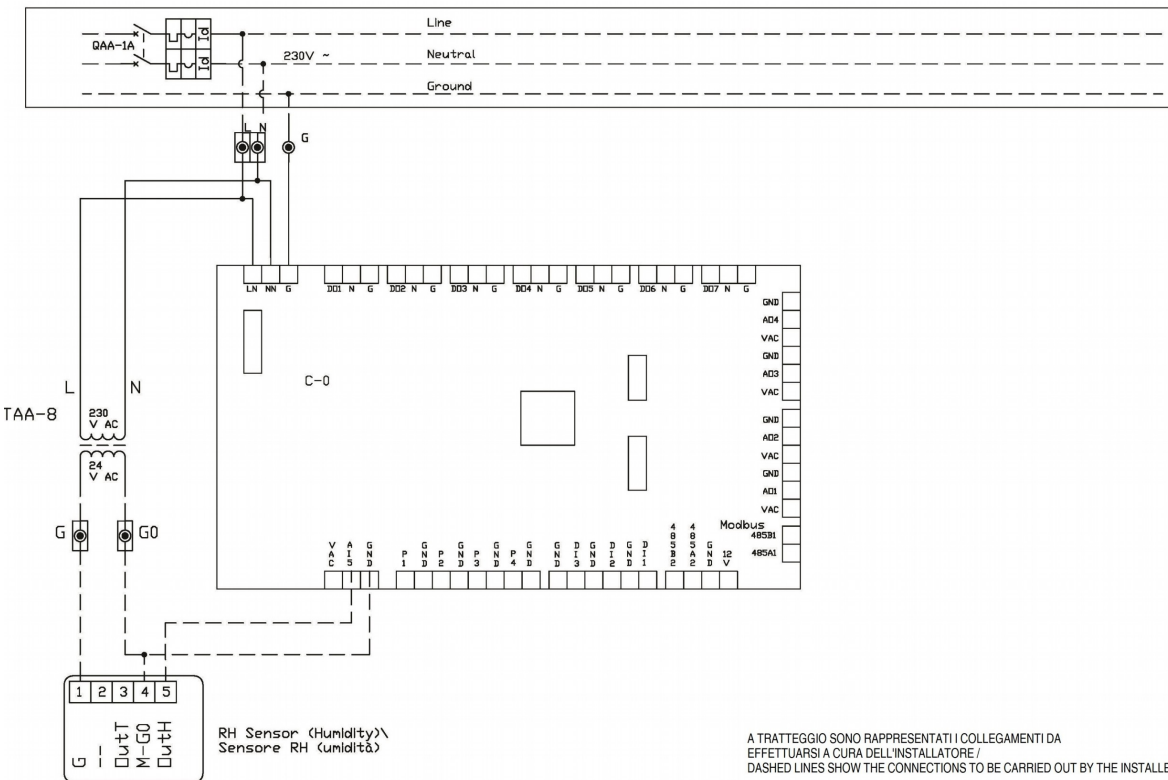 Line
QAA-1A
Id
Id
230V ~
Neutral
Ground
L N
G
LN NN G
DO1 N G
DO2 N G
DO3 N G
DO4 N G
DO5 N G
DO6 N G
DO7 N G
C-0
GND
AO4
VAC
GND
AO3
VAC
GND
AO2
VAC
GND
AO1
VAC
Modbus
485B1
485A1
L
N
TAA-8
230
V AC
24
V AC
G
G0
VAC
AI5
GND
P1
GND
P2
P3
GND
P4
GND
GND
DI3
GND
DI2
GND
DI1
485B2
485A2
GND
12V
1 2 3 4 5
G
I-
OutT
M-G0
OutH
RH Sensor (Humidity)\
Sensore RH (umidità)
A TRATTEGGIO SONO RAPPRESENTATI I COLLEGAMENTI DA
EFFETTUARSI A CURA DELL'INSTALLATORE /
DASHED LINES SHOW THE CONNECTIONS TO BE CARRIED OUT BY THE INSTALLE